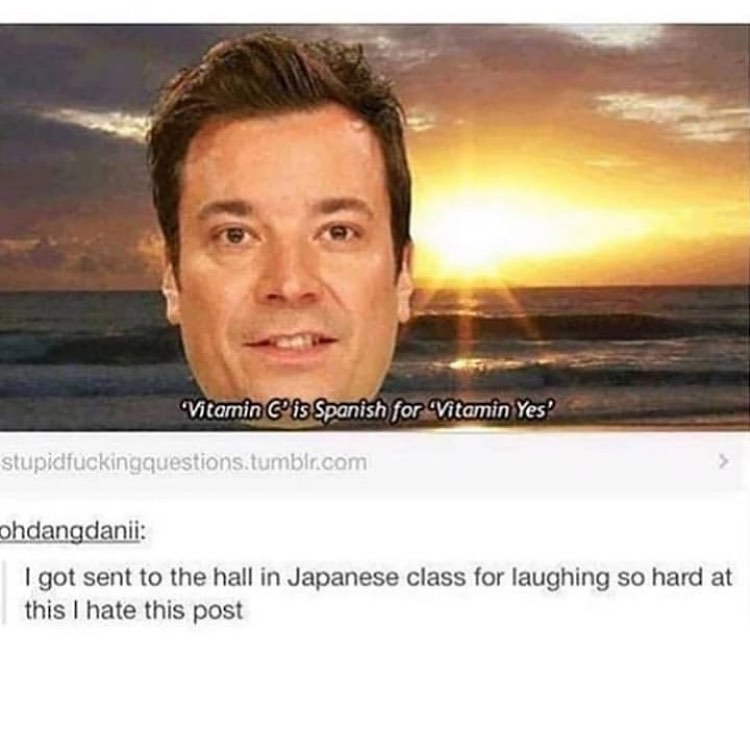 'Vitamin C' is Spanish for 'Vitamin Yes'
stupidfuckingquestions.tumblr.com
ohdangdanii:
I got sent to the hall in Japanese class for laughing so hard at
this I hate this post